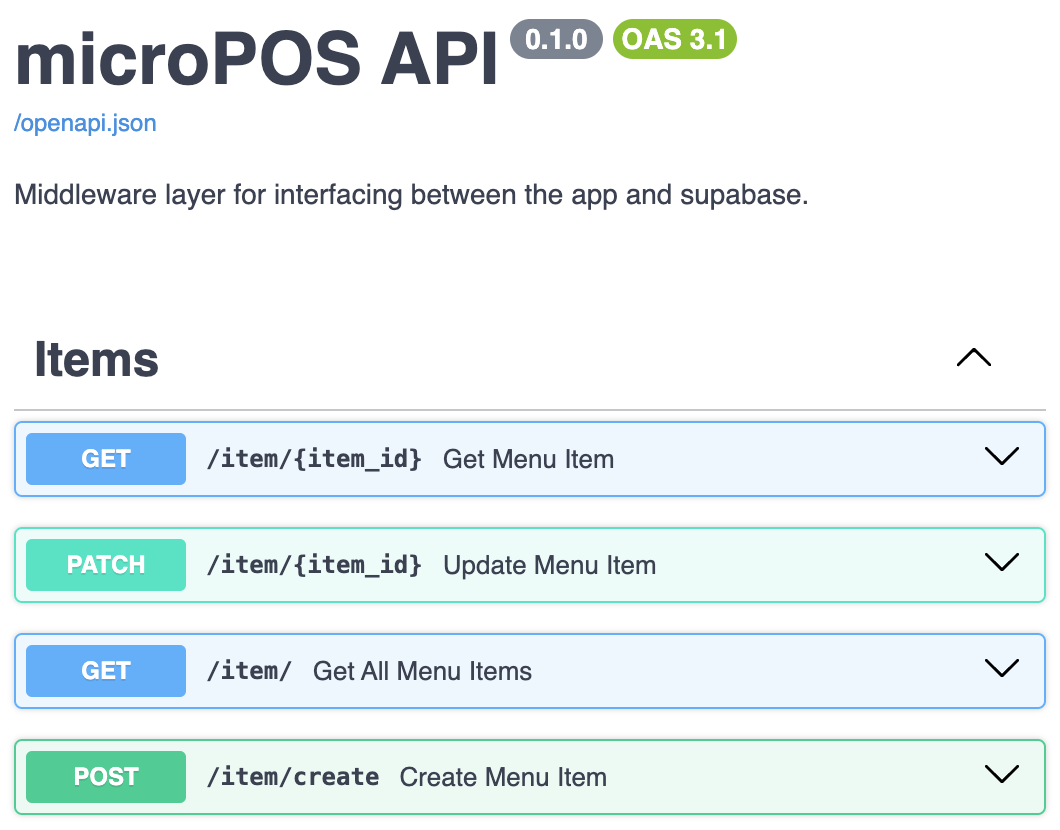 microPOS API 0.1.0 OAS 3.1
/openapi.json
Middleware layer for interfacing between the app and supabase.
Items
GET /item/{item_id} Get Menu Item
PATCH /item/{item_id} Update Menu Item
GET /item/ Get All Menu Items
POST /item/create Create Menu Item